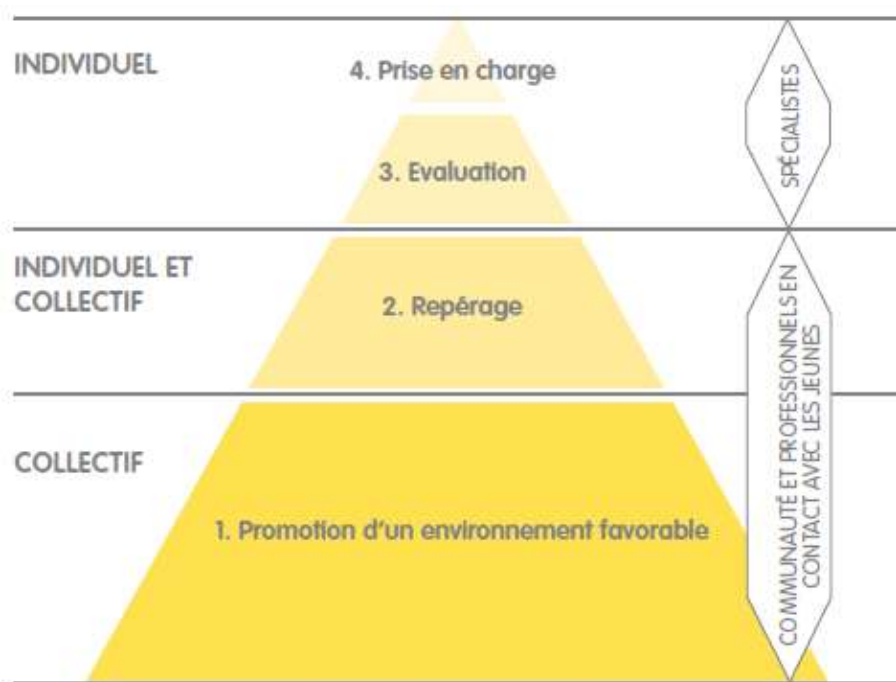 INDIVIDUEL
4. Prise en charge
3. Evaluation
SPÉCIALISTES
INDIVIDUEL ET
COLLECTIF
2. Repérage
COLLECTIF
1. Promotion d'un environnement favorable
COMMUNAUTÉ ET PROFESSIONNELS EN
CONTACT AVEC LES JEUNES